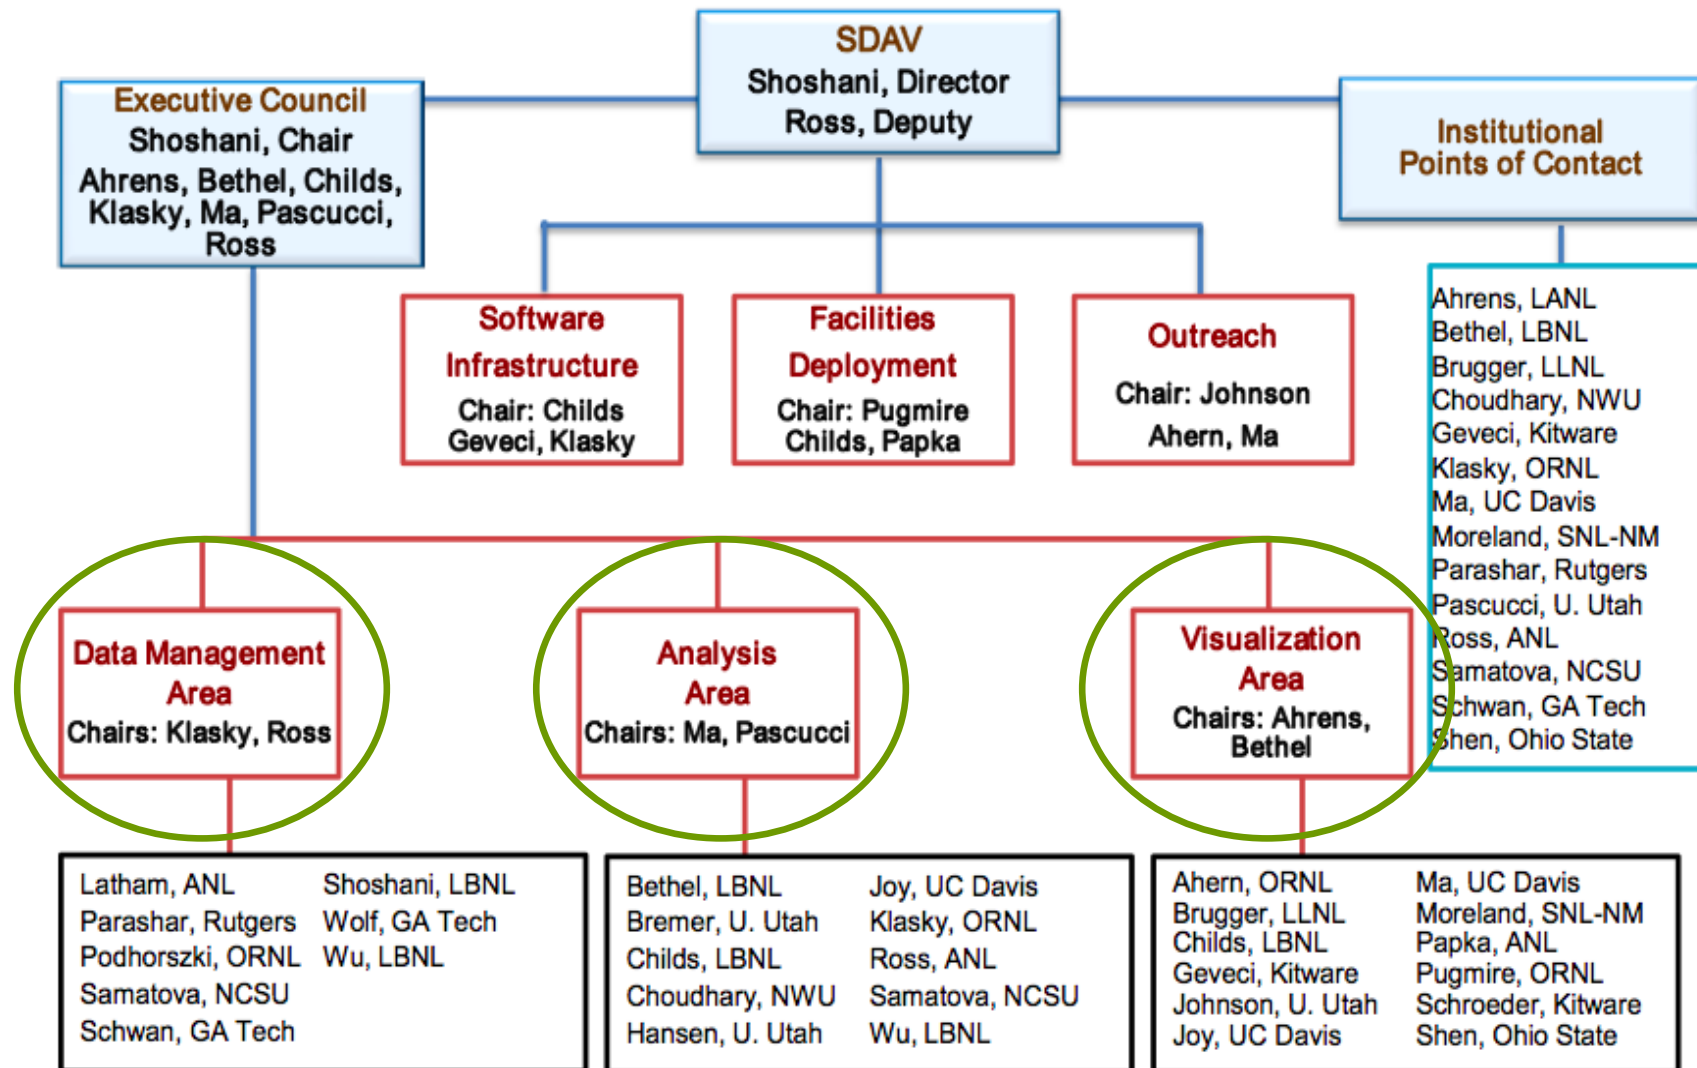 SDAV
Shoshani, Director
Ross, Deputy
Executive Council
Shoshani, Chair
Ahrens, Bethel, Childs,
Klasky, Ma, Pascucci,
Ross
Institutional
Points of Contact
Software
Infrastructure
Chair: Childs
Geveci, Klasky
Facilities
Deployment
Chair: Pugmire
Childs, Papka
Outreach
Chair: Johnson
Ahern, Ma
Ahrens, LANL
Bethel, LBNL
Brugger, LLNL
Choudhary, NWU
Geveci, Kitware
Klasky, ORNL
Ma, UC Davis
Moreland, SNL-NM
Parashar, Rutgers
Pascucci, U. Utah
Ross, ANL
Samatova, NCSU
Schwan, GA Tech
Shen, Ohio State
Data Management
Area
Chairs: Klasky, Ross
Analysis
Area
Chairs: Ma, Pascucci
Visualization
Area
Chairs: Ahrens,
Bethel
Latham, ANL
Parashar, Rutgers
Podhorszki, ORNL
Samatova, NCSU
Schwan, GA Tech
Shoshani, LBNL
Wolf, GA Tech
Wu, LBNL
Bethel, LBNL
Bremer, U. Utah
Childs, LBNL
Choudhary, NWU
Hansen, U. Utah
Joy, UC Davis
Klasky, ORNL
Ross, ANL
Samatova, NCSU
Wu, LBNL
Ahern, ORNL
Brugger, LLNL
Childs, LBNL
Geveci, Kitware
Johnson, U. Utah
Joy, UC Davis
Ma, UC Davis
Moreland, SNL-NM
Papka, ANL
Pugmire, ORNL
Schroeder, Kitware
Shen, Ohio State